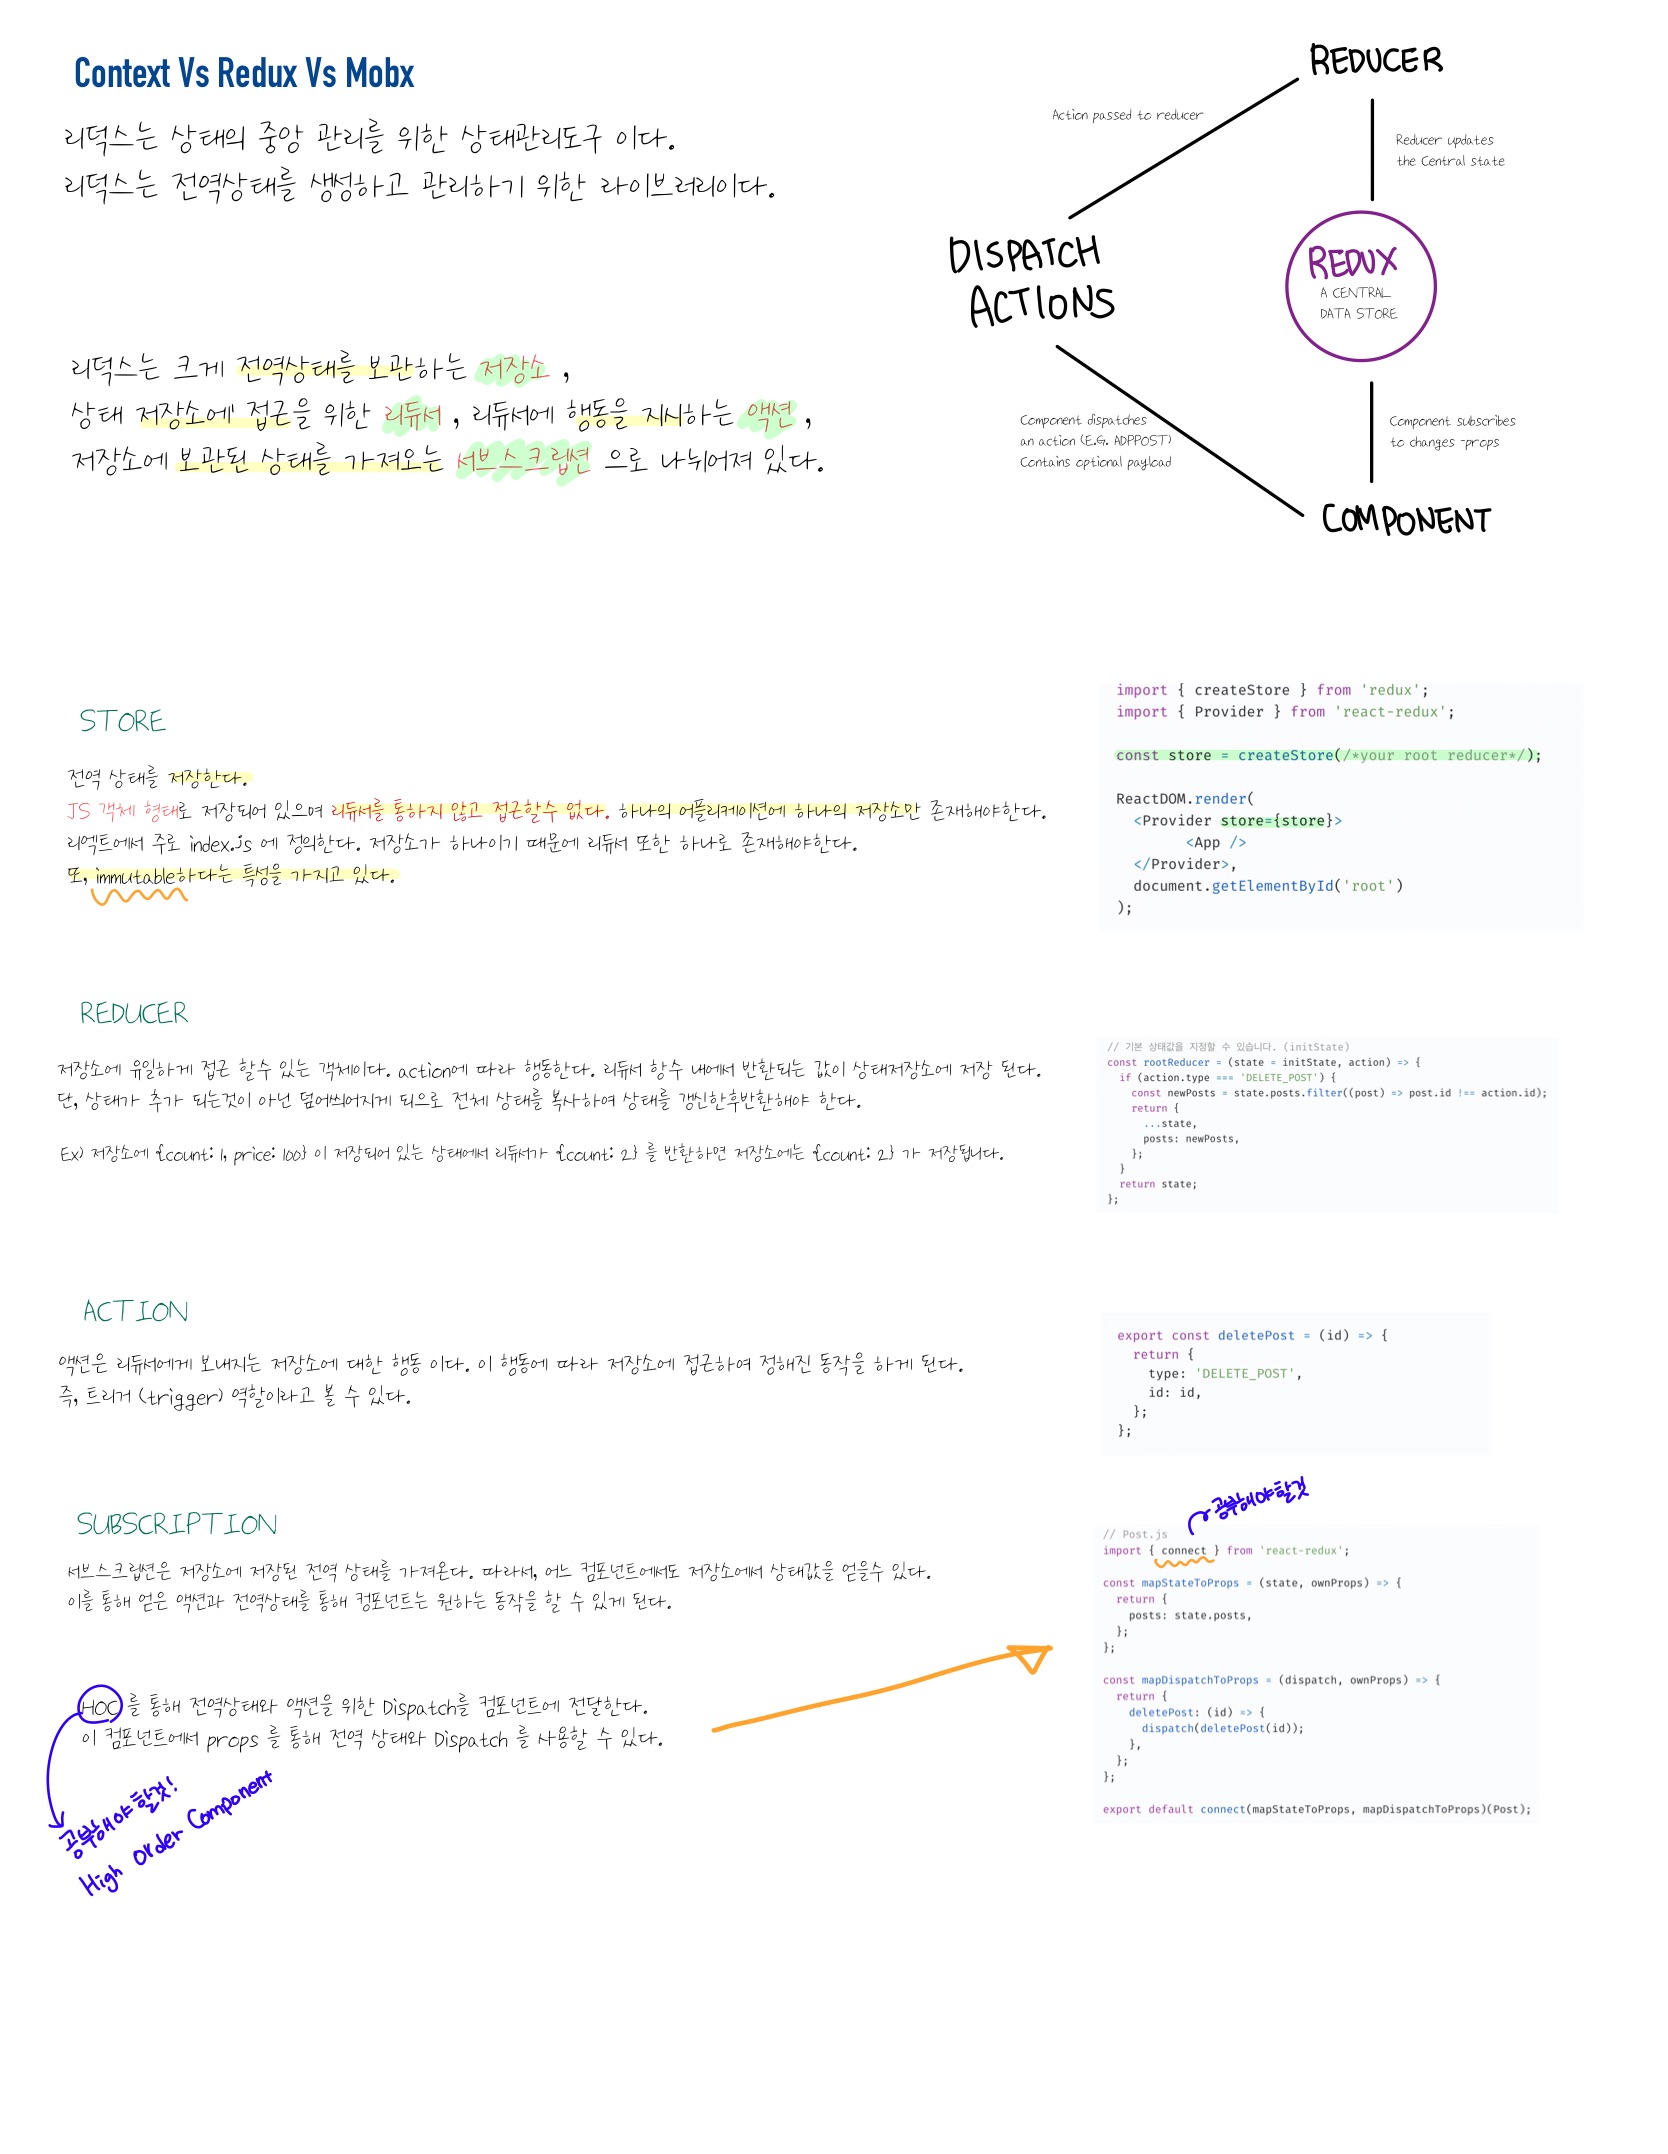 Context Vs Redux Vs Mobx
리덕스는 상태의 중앙 관리를 위한 상태관리도구 이다.
리덕스는 전역상태를 생성하고 관리하기 위한 라이브러리이다.
REDUCER
Action passed to reducer
Reducer updates
the Central state
DISPATCH
ACTIONS
REDUX
A CENTRAL
DATA STORE
Component dispatches
an action (E.G. ADPPOST)
Contains optional payload
Component subscribes
to changes -props
COMPONENT
리덕스는 크게 전역상태를 보관하는 저장소 ,
상태 저장소에 접근을 위한 리듀서 , 리듀서에 행동을 지시하는 액션 ,
저장소에 보관된 상태를 가져오는 서브스크립션 으로 나뉘어져 있다.
STORE
전역 상태를 저장한다.
JS 객체 형태로 저장되어 있으며 리듀서를 통하지 않고 접근할수 없다. 하나의 어플리케이션에 하나의 저장소만 존재해야한다.
리엑트에서 주로 index.js 에 정의한다. 저장소가 하나이기 때문에 리듀서 또한 하나로 존재해야한다.
또, immutable하다는 특성을 가지고 있다.
import { createStore } from 'redux';
import { Provider } from 'react-redux';
const store = createStore(/*your root reducer*/);
ReactDOM.render(
<Provider store={store}>
<App />
</Provider>,
document.getElementById('root')
);
REDUCER
저장소에 유일하게 접근 할수 있는 객체이다. action에 따라 행동한다. 리듀서 항수 내에서 반환되는 값이 상태저장소에 저장 된다.
단, 상태가 추가 되는것이 아닌 덮어씌어지게 되으로 전체 상태를 복사하여 상태를 갱신한후반환해야 한다.
Ex) 저장소에 {count: 1, price: 100} 이 저장되어 있는 상태에서 리듀서가 {count: 2} 를 반환하면 저장소에는 {count: 2} 가 저장됩니다.
// 기본 상태값을 지정할 수 있습니다. (initState)
const rootReducer = (state = initState, action) => {
if (action.type === 'DELETE_POST') {
const newPosts = state.posts.filter((post) => post.id !== action.id);
return {
...state,
posts: newPosts,
};
}
return state;
};
ACTION
액션은 리듀서에게 보내지는 저장소에 대한 행동 이다. 이 행동에 따라 저장소에 접근하여 정해진 동작을 하게 된다.
즉, 트리거 (trigger) 역할이라고 볼 수 있다.
export const deletePost = (id) => {
return {
type: 'DELETE_POST',
id: id,
};
};
SUBSCRIPTION
서브스크립션은 저장소에 저장된 전역 상태를 가져온다. 따라서, 어느 컴포넌트에서도 저장소에서 상태값을 얻을수 있다.
이를 통해 얻은 액션과 전역상태를 통해 컴포넌트는 원하는 동작을 할 수 있게 된다.
HOC 를 통해 전역상태와 액션을 위한 Dispatch를 컴포넌트에 전달한다.
이 컴포넌트에서 props 를 통해 전역 상태와 Dispatch 를 사용할 수 있다.
공부해야할것!
High Order Component
공부해야할것
// Post.js
import { connect } from 'react-redux';
const mapStateToProps = (state, ownProps) => {
return {
posts: state.posts,
};
};
const mapDispatchToProps = (dispatch, ownProps) => {
return {
deletePost: (id) => {
dispatch(deletePost(id));
},
};
};
export default connect(mapStateToProps, mapDispatchToProps)(Post);